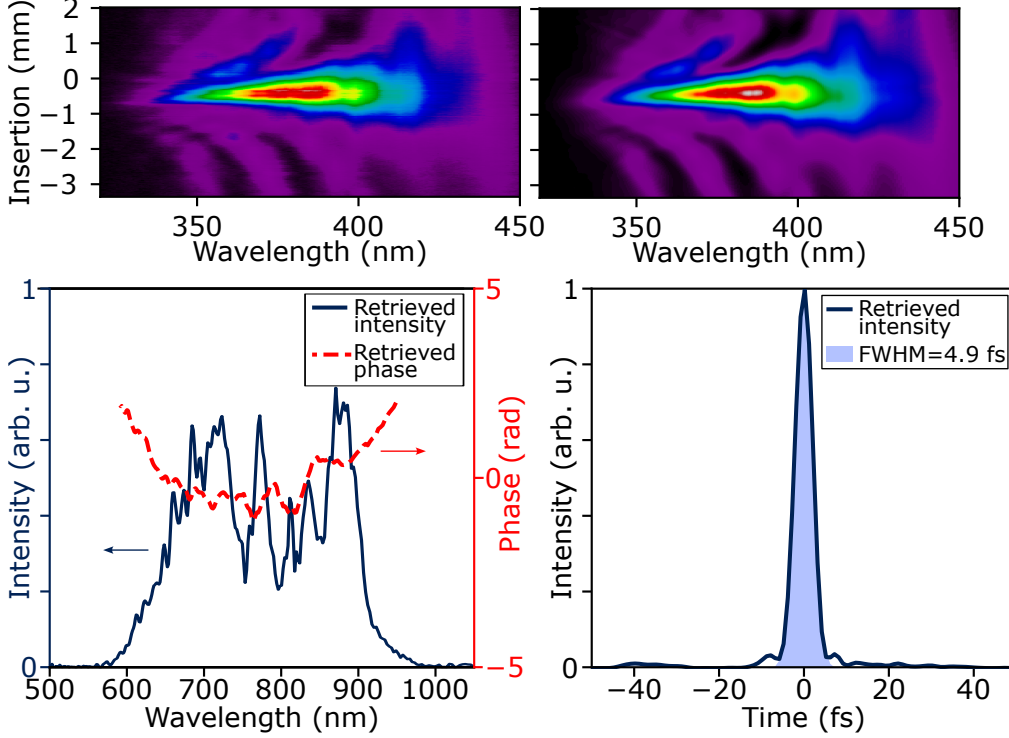 Insertion (mm)
2
1
0
−1
−2
−3
350
400
450
Wavelength (nm)
350
400
450
Wavelength (nm)
Intensity (arb. u.)
1
0
Retrieved
intensity
Retrieved
phase
5
0
−5
Phase (rad)
500
600
700
800
900
1000
Wavelength (nm)
Intensity (arb. u.)
1
0
Retrieved
intensity
FWHM=4.9 fs
−40
−20
0
20
40
Time (fs)